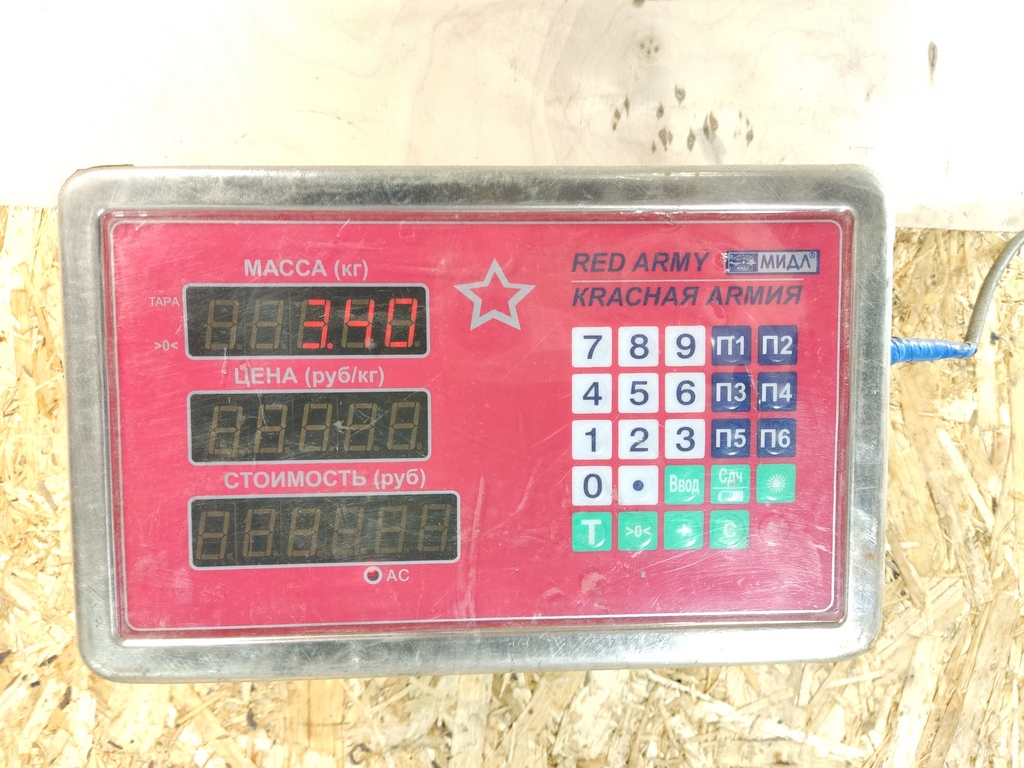 МАССА (кг)
ТАРА
3.40
>0<
ЦЕНА (руб/кг)
СТОИМОСТЬ (руб)
АС
RED ARMY МИДЛ®
КRАСНАЯ АRМИЯ
7 8 9 П1 П2
4 5 6 П3 П4
1 2 3 П5 П6
0 • Ввод Сдч
Т >0< + С